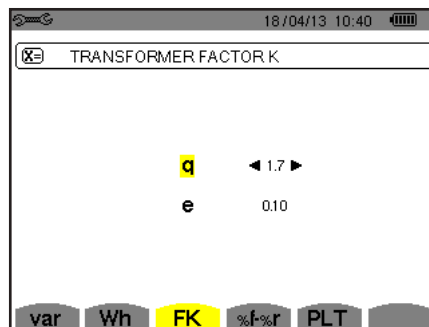 18/04/13 10:40
X= TRANSFORMER FACTOR K
q ◄ 1.7 ►
e 0.10
var Wh FK %f-%r PLT